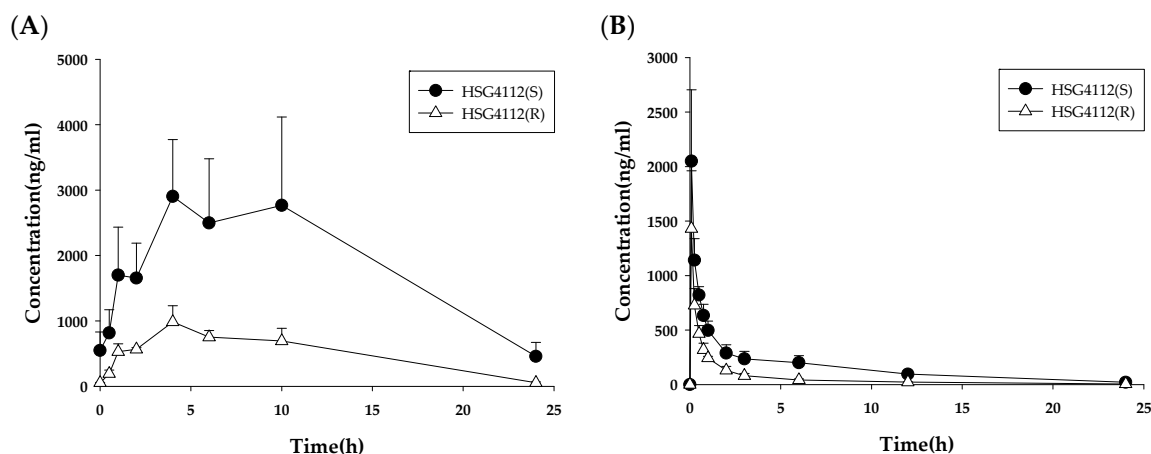 (A)
5000
4000
3000
2000
1000
0
Concentration(ng/ml)
HSG4112(S)
HSG4112(R)
0 5 10 15 20 25
Time(h)
(B)
3000
2500
2000
1500
1000
500
0
Concentration(ng/ml)
HSG4112(S)
HSG4112(R)
0 5 10 15 20 25
Time(h)